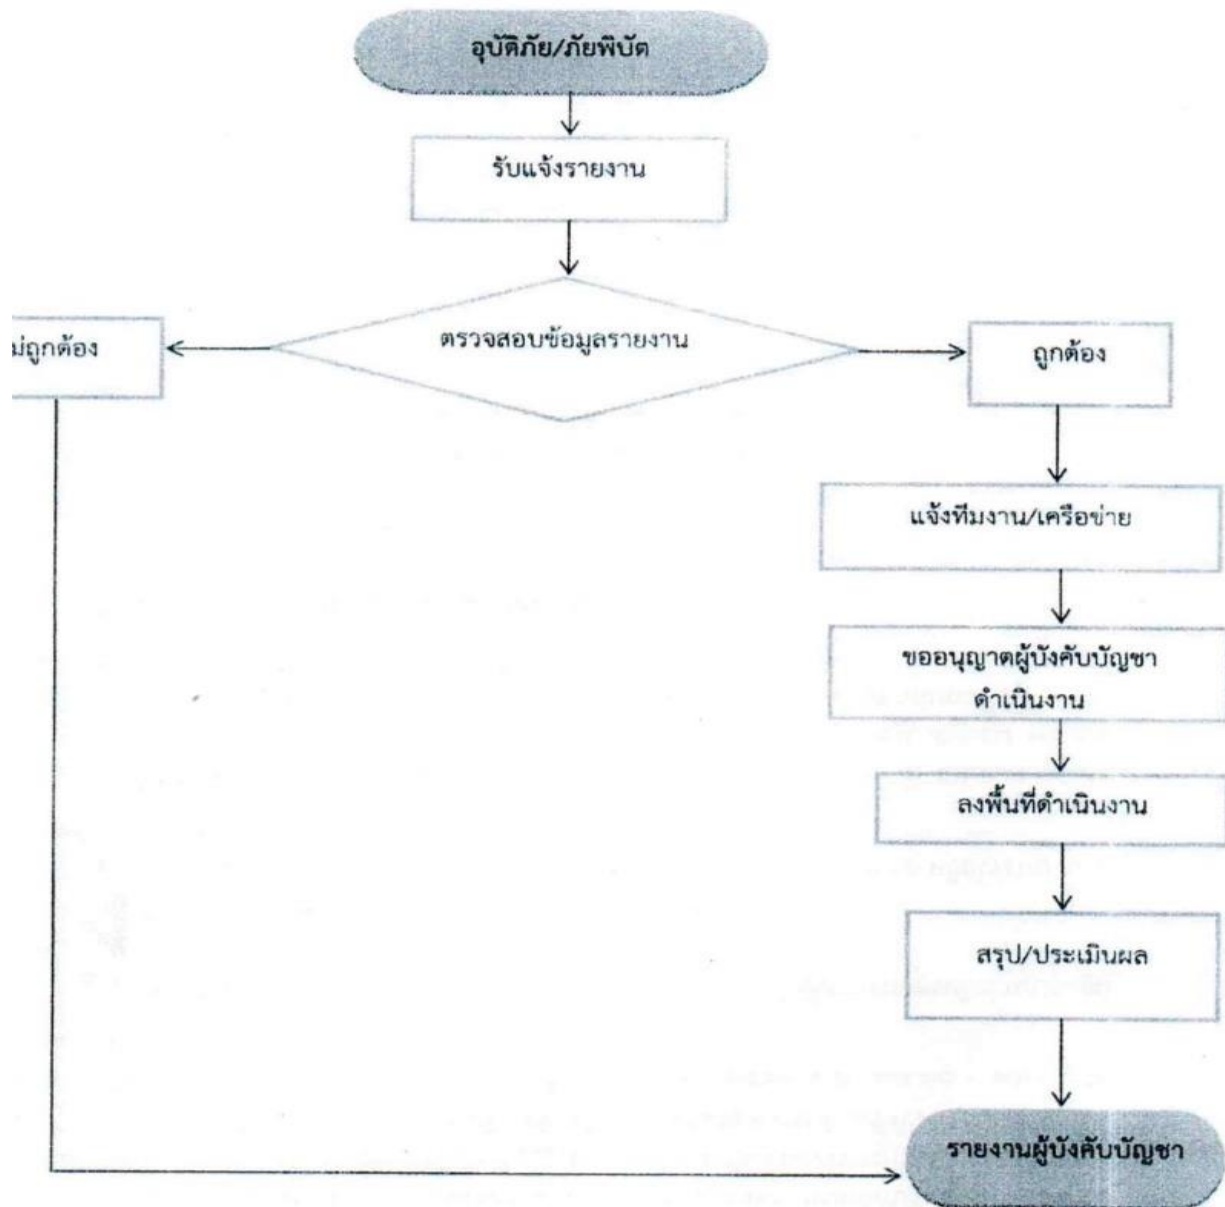 อุบัติภัย/ภัยพิบัต
รับแจ้งรายงาน
ตรวจสอบข้อมูลรายงาน
ม่ถูกต้อง
ถูกต้อง
แจ้งทีมงาน/เครือข่าย
ขออนุญาตผู้บังคับบัญชา
ดำเนินงาน
ลงพื้นที่ดำเนินงาน
สรุป/ประเมินผล
รายงานผู้บังคับบัญชา